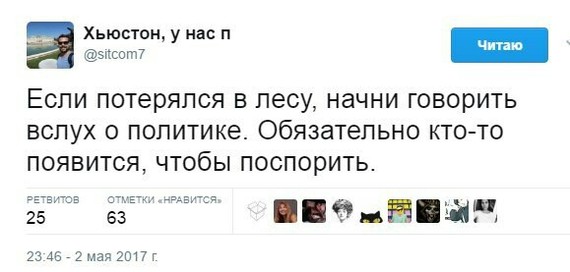 Хьюстон, у нас п
@sitcom7
Читаю
Если потерялся в лесу, начни говорить
вслух о политике. Обязательно кто-то
появится, чтобы поспорить.
РЕТВИТОВ ОТМЕТКИ «НРАВИТСЯ»
25 63
23:46 - 2 мая 2017 г.